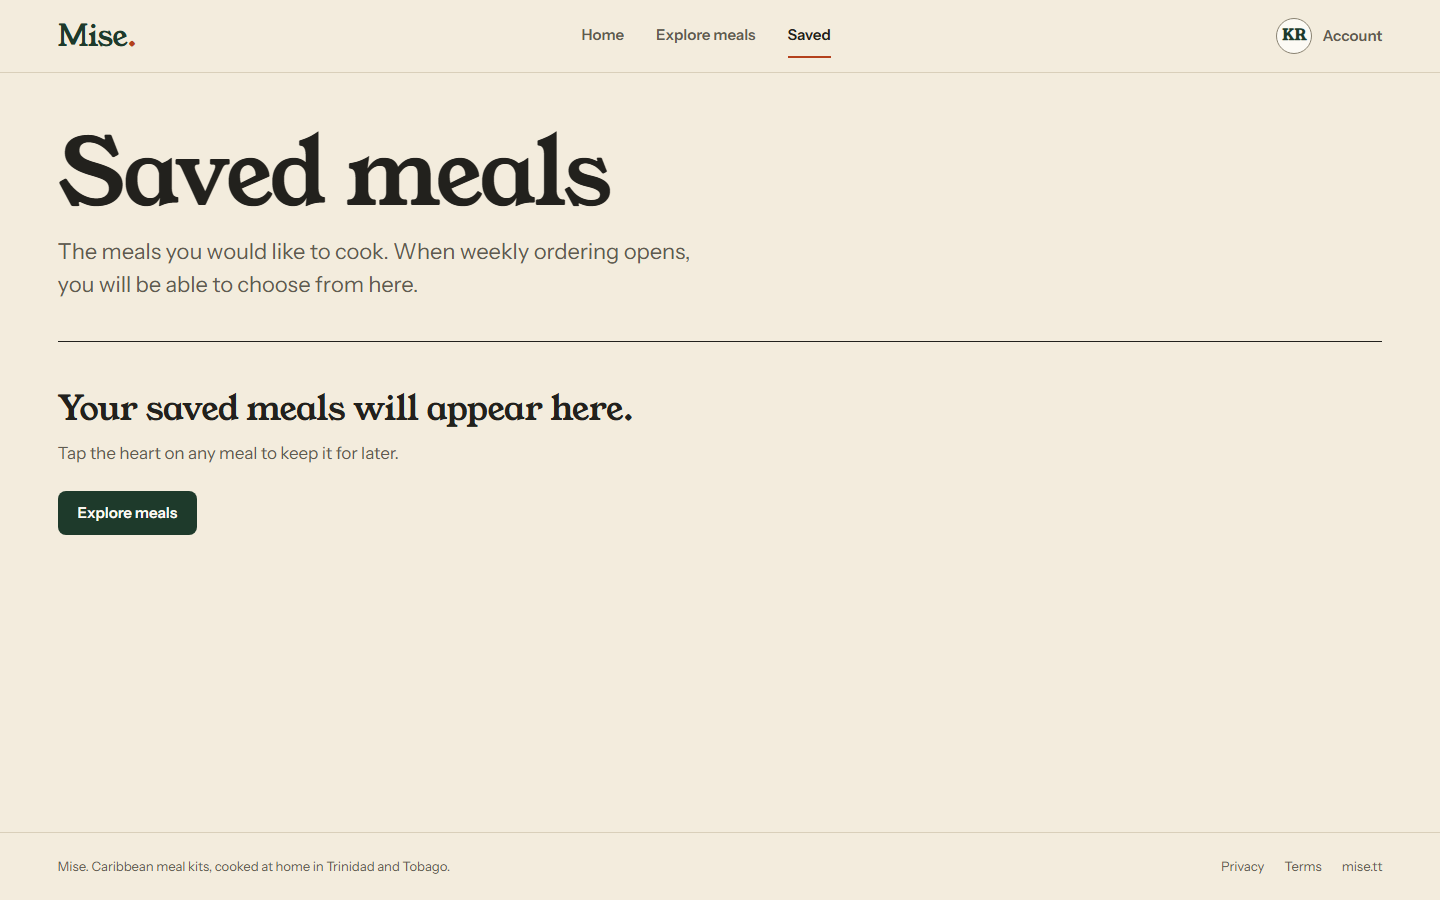 Mise.
Home
Explore meals
Saved
KR
Account
Saved meals
The meals you would like to cook. When weekly ordering opens,
you will be able to choose from here.
Your saved meals will appear here.
Tap the heart on any meal to keep it for later.
Explore meals
Mise. Caribbean meal kits, cooked at home in Trinidad and Tobago.
Privacy
Terms
mise.tt